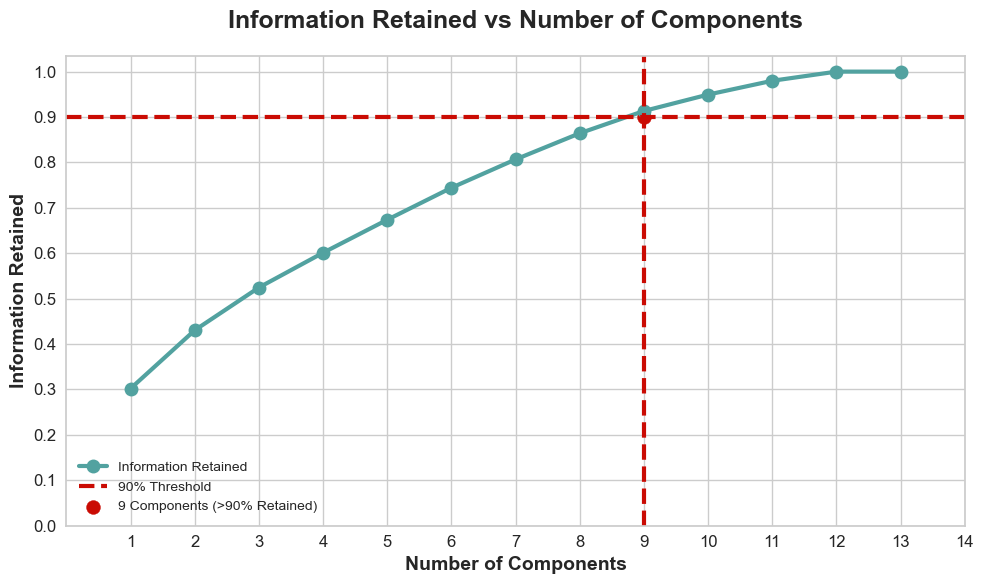 Information Retained vs Number of Components
Information Retained
1.0
0.9
0.8
0.7
0.6
0.5
0.4
0.3
0.2
0.1
0.0
Information Retained
90% Threshold
9 Components (>90% Retained)
1 2 3 4 5 6 7 8 9 10 11 12 13 14
Number of Components